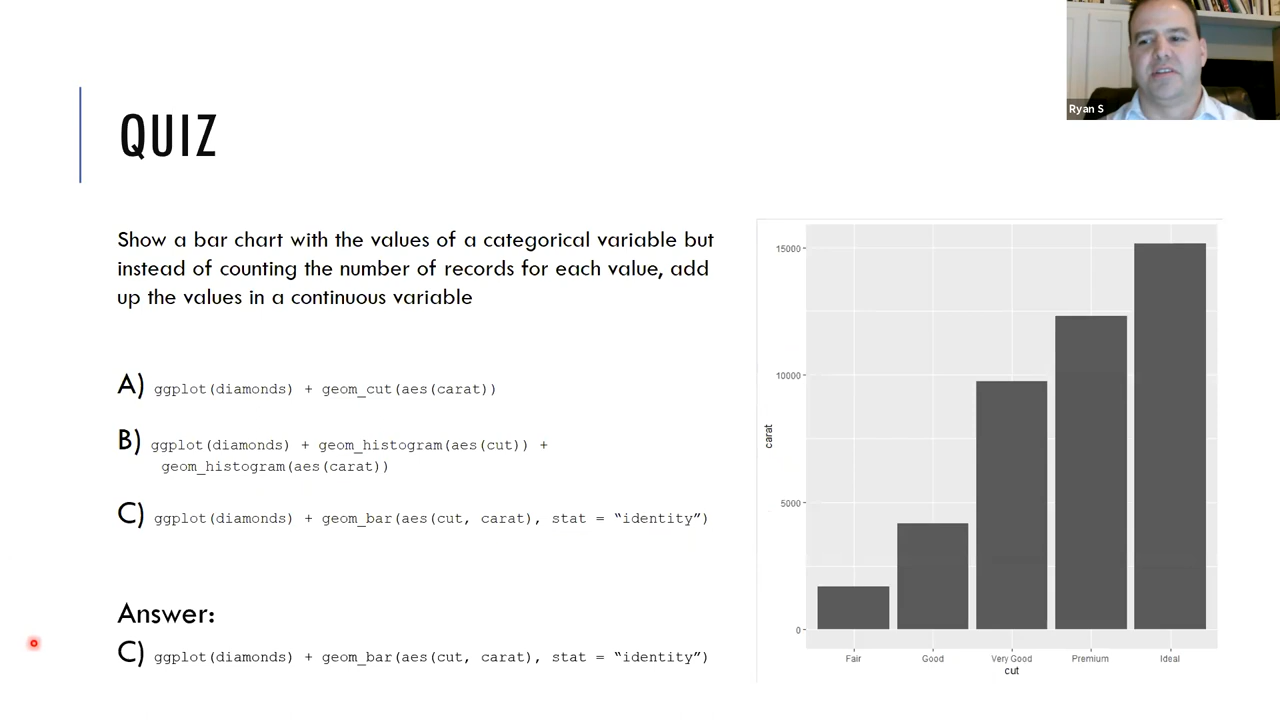 Ryan S
QUIZ
Show a bar chart with the values of a categorical variable but
instead of counting the number of records for each value, add
up the values in a continuous variable
A) ggplot(diamonds) + geom_cut(aes(carat))
B) ggplot(diamonds) + geom_histogram(aes(cut)) +
geom_histogram(aes(carat))
C) ggplot(diamonds) + geom_bar(aes(cut, carat), stat = “identity”)
Answer:
C) ggplot(diamonds) + geom_bar(aes(cut, carat), stat = “identity”)
15000
10000
5000
0
carat
Fair Good Very Good Premium Ideal
cut